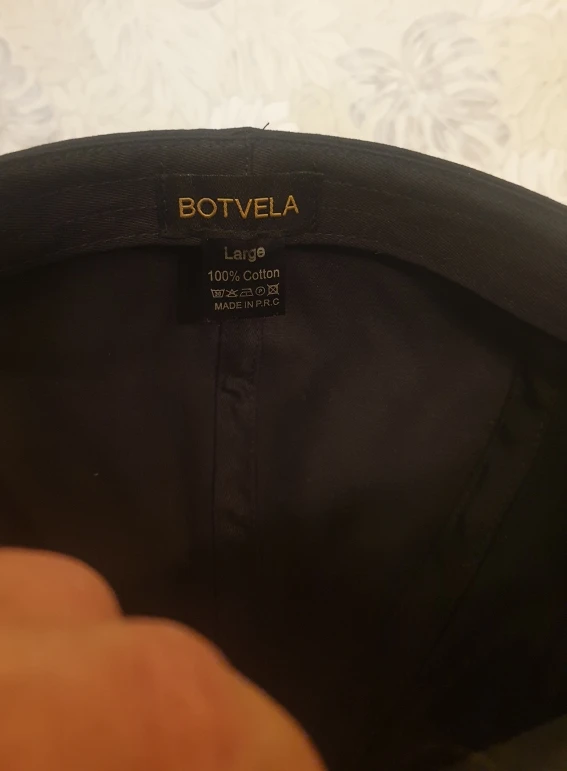 BOTVELA
Large
100% Cotton
MADE IN P.R.C